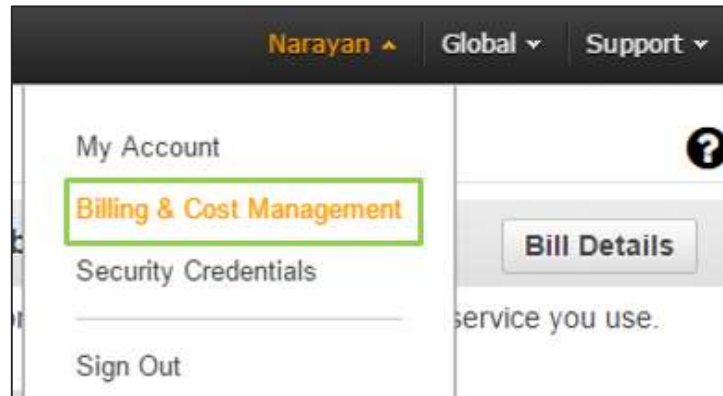 Narayan Global Support
My Account
Billing & Cost Management
Bill Details
Security Credentials
service you use.
Sign Out